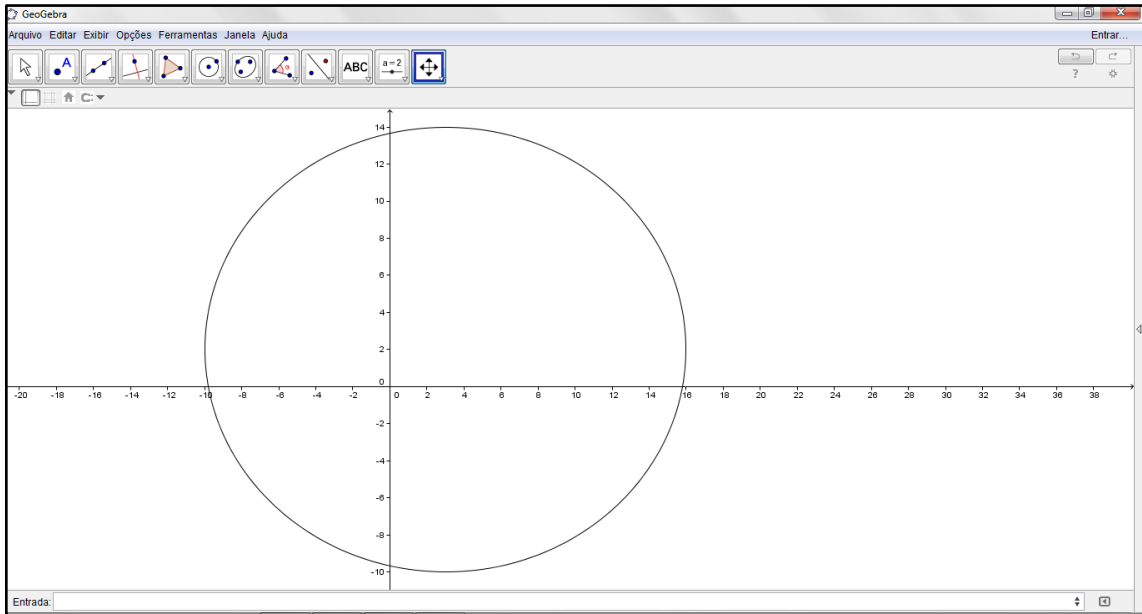 GeoGebra
Arquivo Editar Exibir Opções Ferramentas Janela Ajuda
Entrar...
A
α
ABC
a = 2
?
14
12
10
8
6
4
2
0
-20 -18 -16 -14 -12 -10 -8 -6 -4 -2 0 2 4 6 8 10 12 14 16 18 20 22 24 26 28 30 32 34 36 38
-2
-4
-6
-8
-10
Entrada: